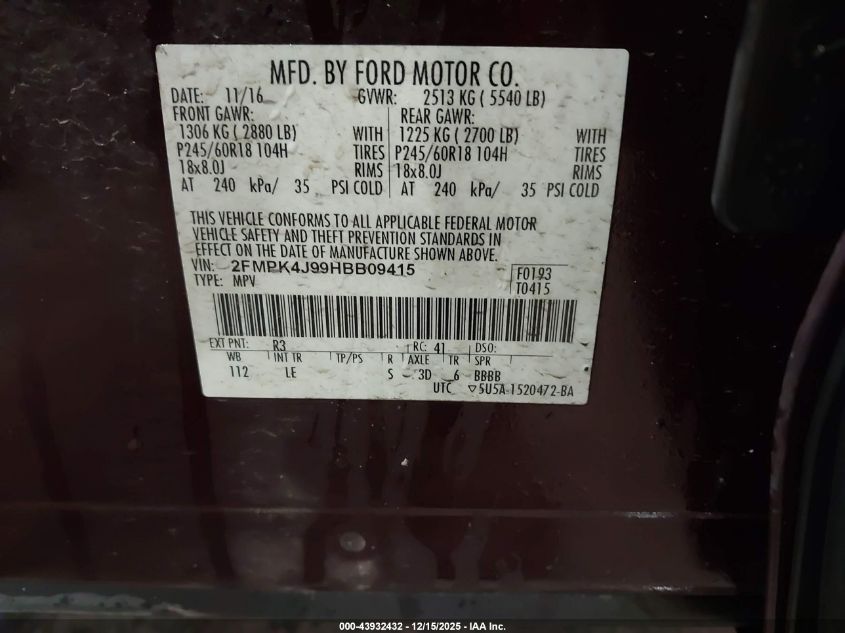 MFD. BY FORD MOTOR CO.
DATE: 11/16 GVWR: 2513 KG ( 5540 LB)
FRONT GAWR: REAR GAWR:
1306 KG ( 2880 LB) WITH 1225 KG ( 2700 LB) WITH
P245/60R18 104H TIRES P245/60R18 104H TIRES
18x8.0J RIMS 18x8.0J RIMS
AT 240 kPa/ 35 PSI COLD AT 240 kPa/ 35 PSI COLD
THIS VEHICLE CONFORMS TO ALL APPLICABLE FEDERAL MOTOR
VEHICLE SAFETY AND THEFT PREVENTION STANDARDS IN
EFFECT ON THE DATE OF MANUFACTURE SHOWN ABOVE.
VIN: 2FMPK4J99HBB09415 F0193
TYPE: MPV T0415
EXT PNT: R3 RC: 41 DSO:
WB INT TR TP/PS R AXLE TR SPR
112 LE S 3D 6 BBBB
UTC ▽5U5A-1520472-BA
000-43932432 - 12/15/2025 - IAA Inc.